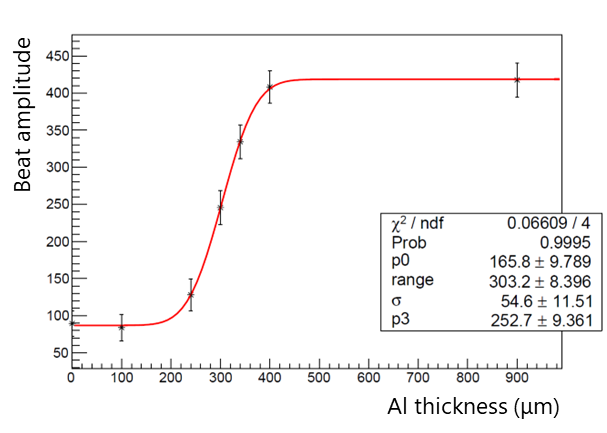 Beat amplitude
450
400
350
300
250
200
150
100
50
χ² / ndf 0.06609 / 4
Prob 0.9995
p0 165.8 ± 9.789
range 303.2 ± 8.396
σ 54.6 ± 11.51
p3 252.7 ± 9.361
0 100 200 300 400 500 600 700 800 900
Al thickness (μm)